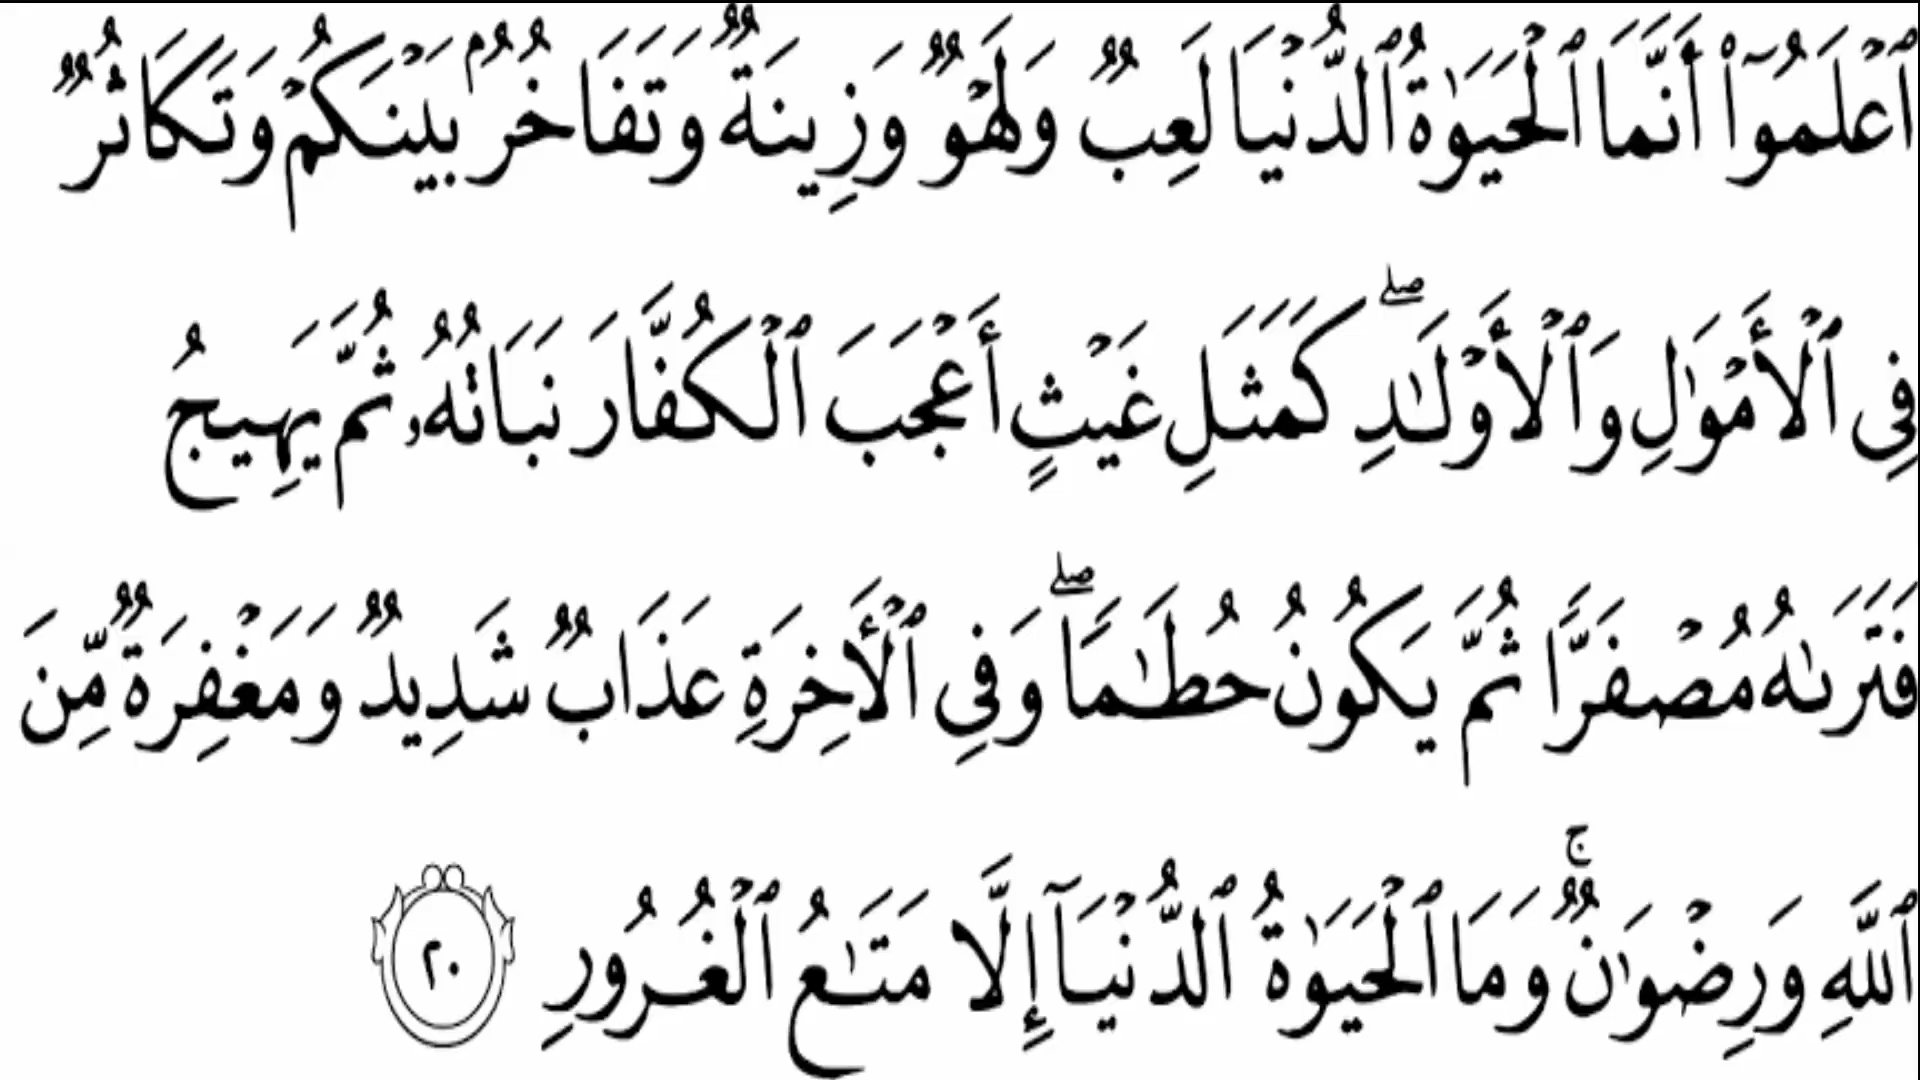 ٱعۡلَمُوٓاْ أَنَّمَا ٱلۡحَيَوٰةُ ٱلدُّنۡيَا لَعِبٞ وَلَهۡوٞ وَزِينَةٞ وَتَفَاخُرُۢ بَيۡنَكُمۡ وَتَكَاثُرٞ
فِي ٱلۡأَمۡوَٰلِ وَٱلۡأَوۡلَٰدِۖ كَمَثَلِ غَيۡثٍ أَعۡجَبَ ٱلۡكُفَّارَ نَبَاتُهُۥ ثُمَّ يَهِيجُ
فَتَرَىٰهُ مُصۡفَرّٗا ثُمَّ يَكُونُ حُطَٰمٗاۖ وَفِي ٱلۡأٓخِرَةِ عَذَابٞ شَدِيدٞ وَمَغۡفِرَةٞ مِّنَ
ٱللَّهِ وَرِضۡوَٰنٞۚ وَمَا ٱلۡحَيَوٰةُ ٱلدُّنۡيَآ إِلَّا مَتَٰعُ ٱلۡغُرُورِ ٢٠